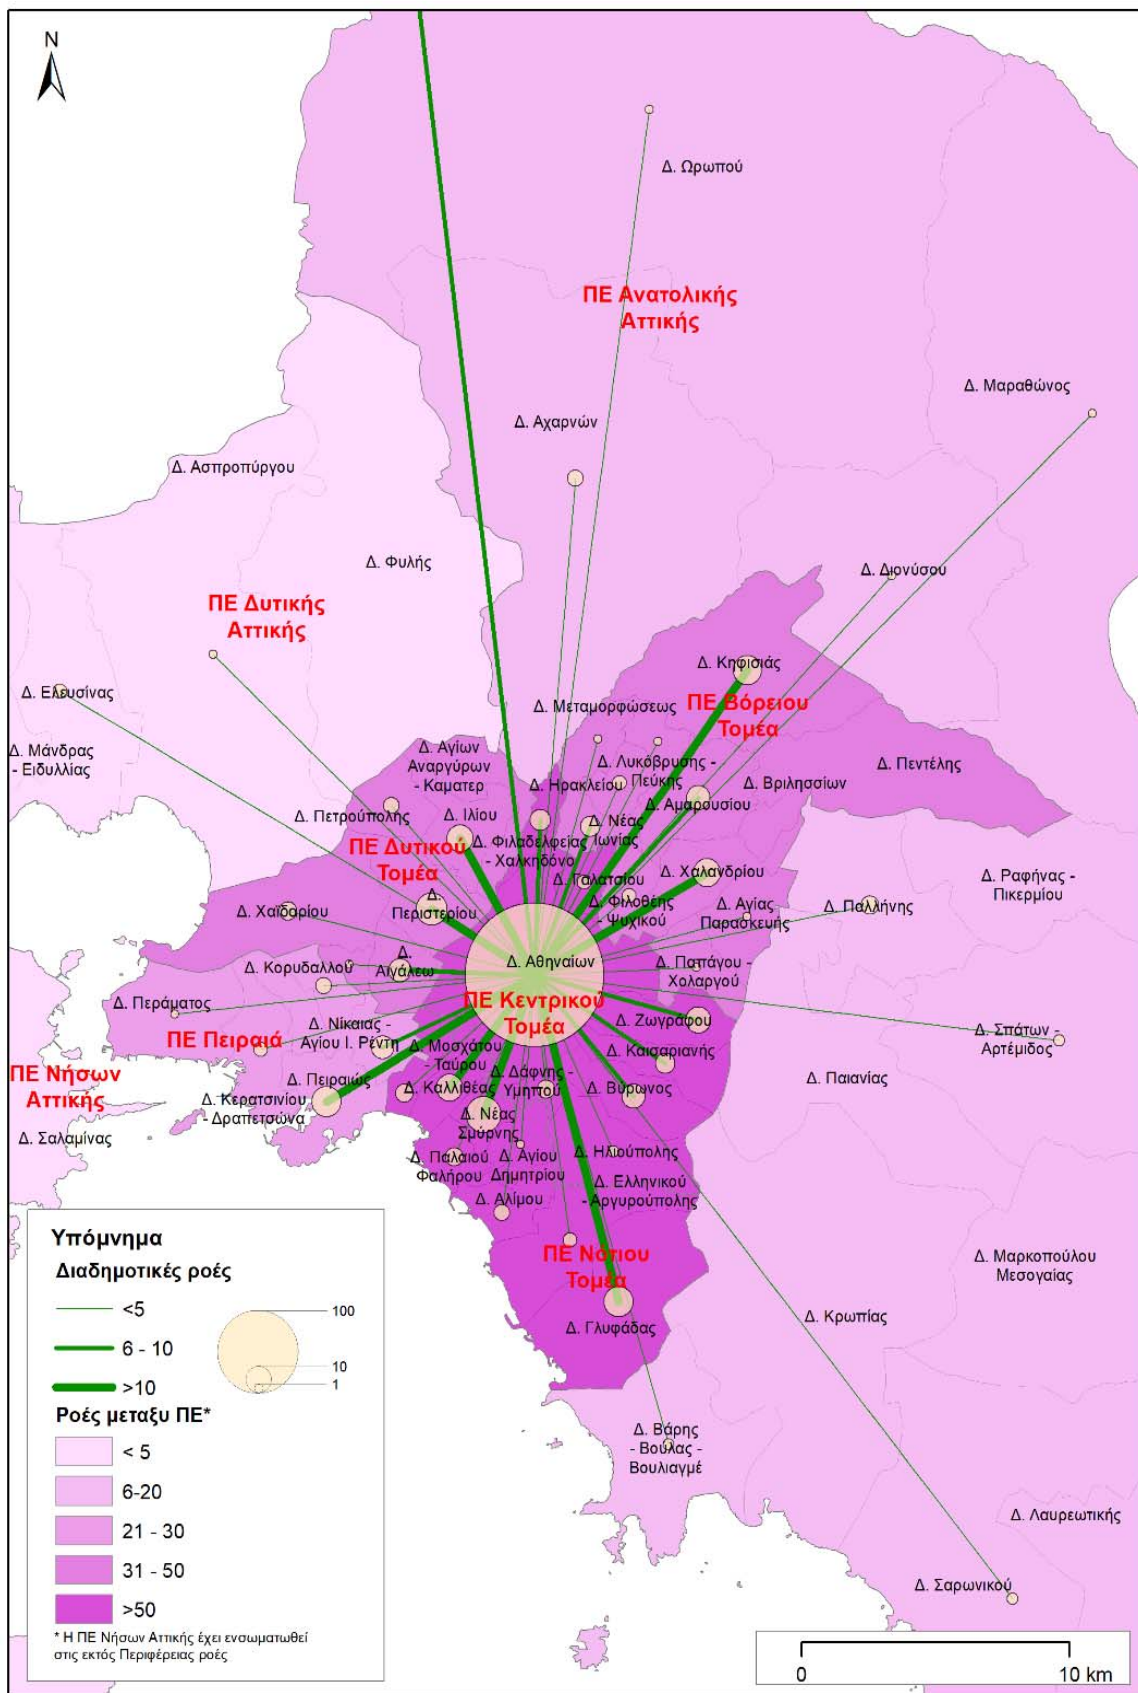 N
Δ. Ωρωπού
ΠΕ Ανατολικής
Αττικής
Δ. Μαραθώνος
Δ. Αχαρνών
Δ. Ασπροπύργου
Δ. Φυλής
Δ. Διονύσου
ΠΕ Δυτικής
Αττικής
Δ. Κηφισιάς
Δ. Ελευσίνας
ΠΕ Βόρειου
Τομέα
Δ. Μεταμορφώσεως
Δ. Μάνδρας
- Ειδυλλίας
Δ. Αγίων
Αναργύρων
- Καματερ
Δ. Λυκόβρυσης -
Πεύκης
Δ. Πεντέλης
Δ. Ηρακλείου
Δ. Βριλησσίων
Δ. Αμαρουσίου
Δ. Πετρούπολης
Δ. Ιλίου
Δ. Νέας
Ιωνίας
Δ. Φιλαδελφείας
- Χαλκηδόνο
ΠΕ Δυτικού
Τομέα
Δ. Γαλατσίου
Δ. Χαλανδρίου
Δ. Ραφήνας -
Πικερμίου
Δ.
Περιστερίου
Δ. Φιλοθέης
- Ψυχικού
Δ. Αγίας
Παρασκευής
Δ. Παλλήνης
Δ. Χαϊδαρίου
Δ.
Αιγάλεω
Δ. Αθηναίων
Δ. Παπάγου -
Χολαργού
Δ. Κορυδαλλού
Δ. Περάματος
ΠΕ Κεντρικού
Τομέα
Δ. Ζωγράφου
Δ. Νίκαιας -
Αγίου Ι. Ρέντη
ΠΕ Πειραιά
Δ. Μοσχάτου
- Ταύρου
Δ. Καισαριανής
Δ. Σπάτων -
Αρτέμιδος
ΠΕ Νήσων
Αττικής
Δ. Πειραιώς
Δ. Καλλιθέας
Δ. Δάφνης -
Υμηπού
Δ. Βύρωνος
Δ. Παιανίας
Δ. Κερατσινίου
- Δραπετσώνα
Δ. Νέας
Σμύρνης
Δ. Σαλαμίνας
Δ. Παλαιού
Φαλήρου
Δ. Αγίου
Δημητρίου
Δ. Ηλιούπολης
Δ. Ελληνικού
- Αργυρούπολης
Δ. Αλίμου
ΠΕ Νότιου
Τομέα
Δ. Μαρκοπούλου
Μεσογαίας
Δ. Κρωπίας
Δ. Γλυφάδας
Δ. Βάρης
- Βούλας -
Βουλιαγμέ
Δ. Λαυρεωτικής
Δ. Σαρωνικού
Υπόμνημα
Διαδημοτικές ροές
<5
6 - 10
>10
100
10
1
Ροές μεταξυ ΠΕ*
< 5
6-20
21 - 30
31 - 50
>50
* Η ΠΕ Νήσων Αττικής έχει ενσωματωθεί
στις εκτός Περιφέρειας ροές
0 10 km